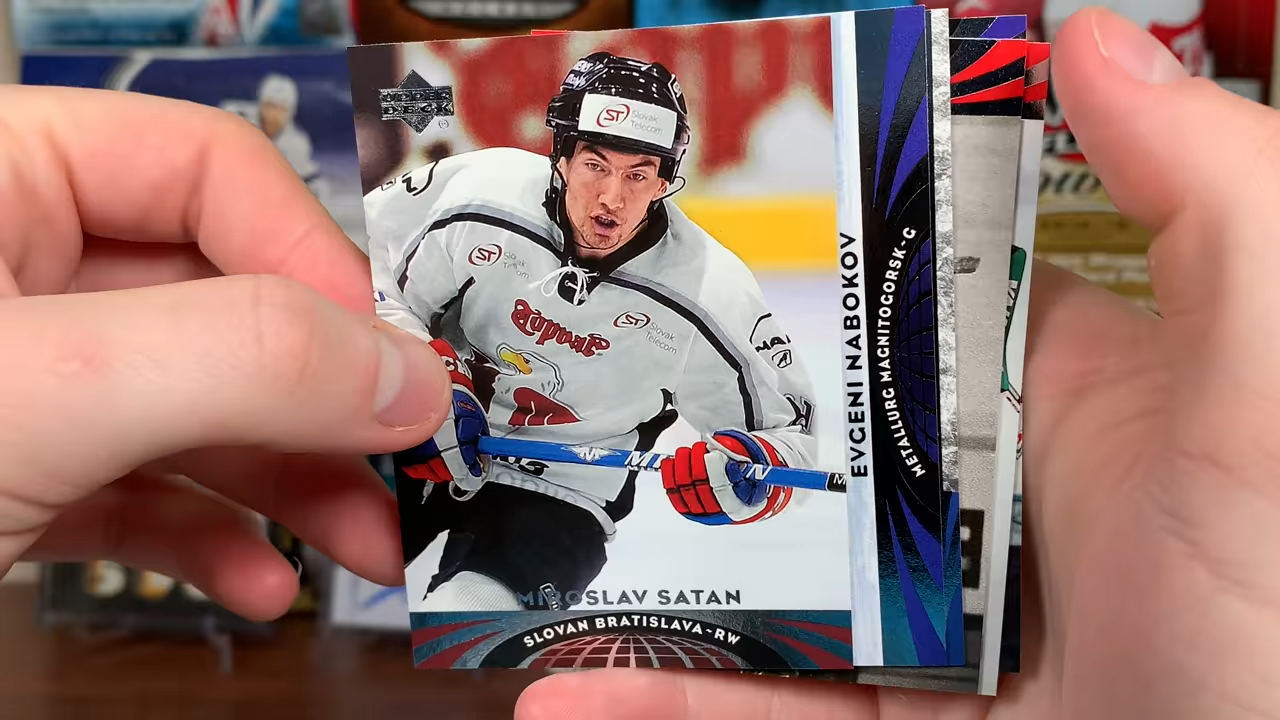 UPPER
DECK
ST Slovak
Telecom
ST Slovak
Telecom
ST Slovak
Telecom
MIROSLAV SATAN
SLOVAN BRATISLAVA-RW
EVGENI NABOKOV
METALLURG MAGNITOGORSK-G